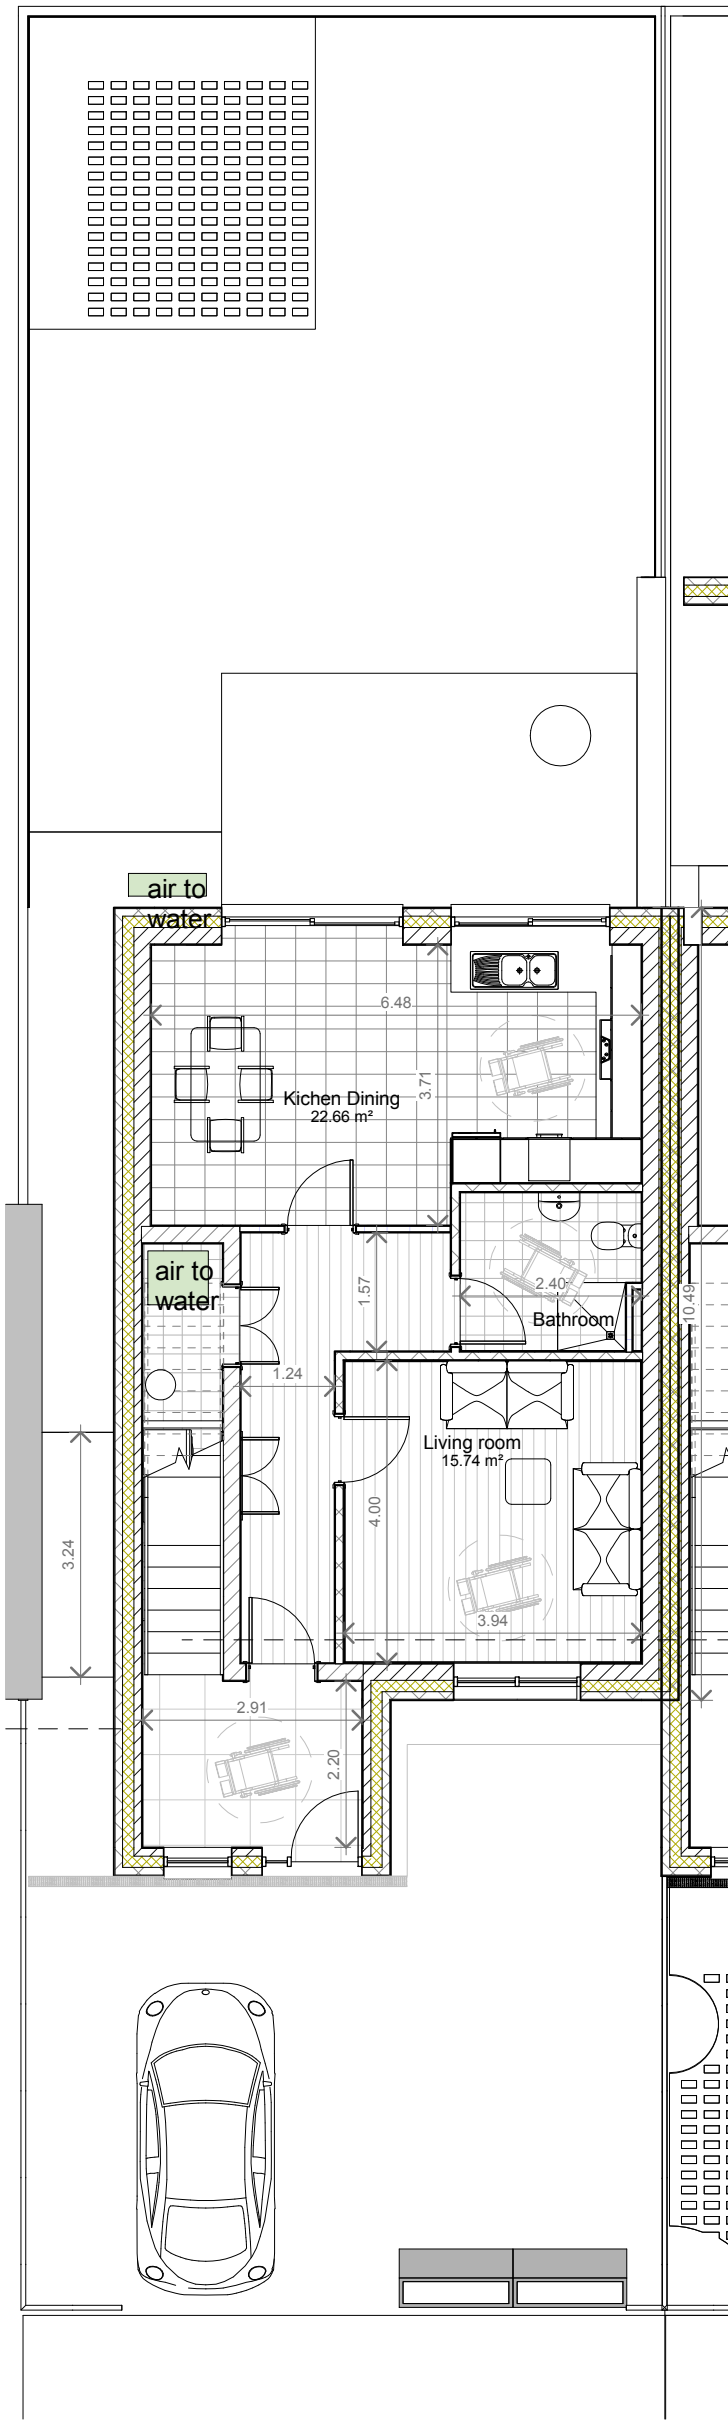 air to
water
6.48
3.71
Kichen Dining
22.66 m²
air to
water
1.57
2.40
Bathroom
10.49
1.24
Living room
15.74 m²
4.00
3.24
3.94
2.91
2.20